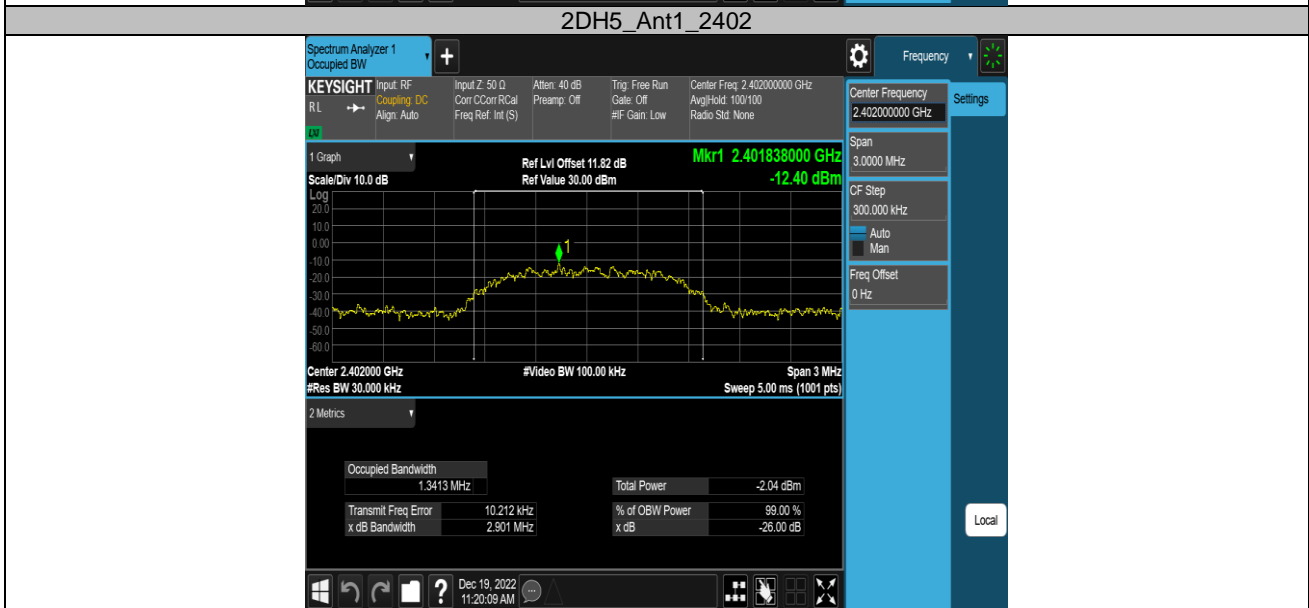 2DH5_Ant1_2402
Spectrum Analyzer 1
Occupied BW
+
Frequency
KEYSIGHT
RL
LXI
Input: RF
Coupling: DC
Align: Auto
Input Z: 50 Ω
Corr CCorr RCal
Freq Ref: Int (S)
Atten: 40 dB
Preamp: Off
Trig: Free Run
Gate: Off
#IF Gain: Low
Center Freq: 2.402000000 GHz
Avg|Hold: 100/100
Radio Std: None
Center Frequency
2.402000000 GHz
Settings
Span
3.0000 MHz
CF Step
300.000 kHz
Auto
Man
Freq Offset
0 Hz
1 Graph
Ref Lvl Offset 11.82 dB
Mkr1 2.401838000 GHz
Scale/Div 10.0 dB
Ref Value 30.00 dBm
-12.40 dBm
Log
20.0
10.0
0.00
-10.0
-20.0
-30.0
-40.0
-50.0
-60.0
1
Center 2.402000 GHz
#Video BW 100.00 kHz
Span 3 MHz
#Res BW 30.000 kHz
Sweep 5.00 ms (1001 pts)
2 Metrics
Occupied Bandwidth
1.3413 MHz
Total Power -2.04 dBm
Transmit Freq Error 10.212 kHz
% of OBW Power 99.00 %
x dB Bandwidth 2.901 MHz
x dB -26.00 dB
Local
?
Dec 19, 2022
11:20:09 AM